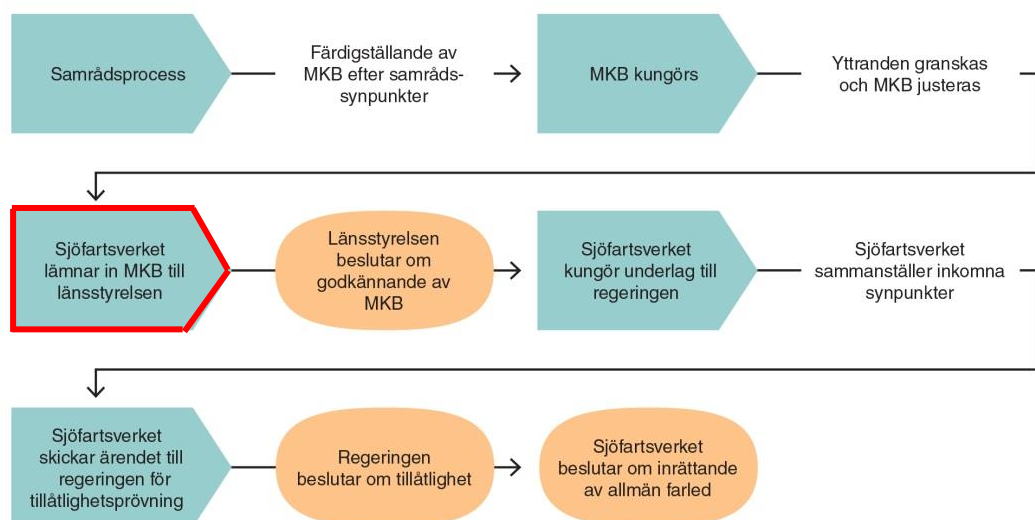 Samrådsprocess
Färdigställande av
MKB efter samråds-
synpunkter
MKB kungörs
Yttranden granskas
och MKB justeras
Sjöfartsverket
lämnar in MKB till
länsstyrelsen
Länsstyrelsen
beslutar om
godkännande av
MKB
Sjöfartsverket
kungör underlag till
regeringen
Sjöfartsverket
sammanställer inkomna
synpunkter
Sjöfartsverket
skickar ärendet till
regeringen för
tillåtlighetsprövning
Regeringen
beslutar om tillåtlighet
Sjöfartsverket
beslutar om inrättande
av allmän farled